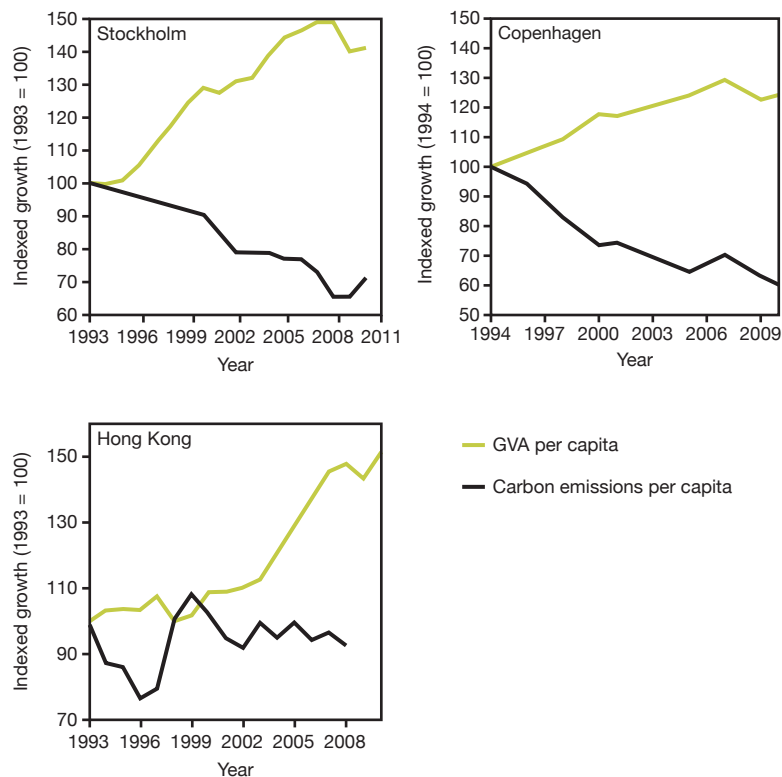 Stockholm
Indexed growth (1993 = 100)
150
140
130
120
110
100
90
80
70
60
1993 1996 1999 2002 2005 2008 2011
Year
Copenhagen
Indexed growth (1994 = 100)
150
140
130
120
110
100
90
80
70
60
50
1994 1997 2000 2003 2006 2009
Year
Hong Kong
Indexed growth (1993 = 100)
150
130
110
90
70
1993 1996 1999 2002 2005 2008
Year
GVA per capita
Carbon emissions per capita